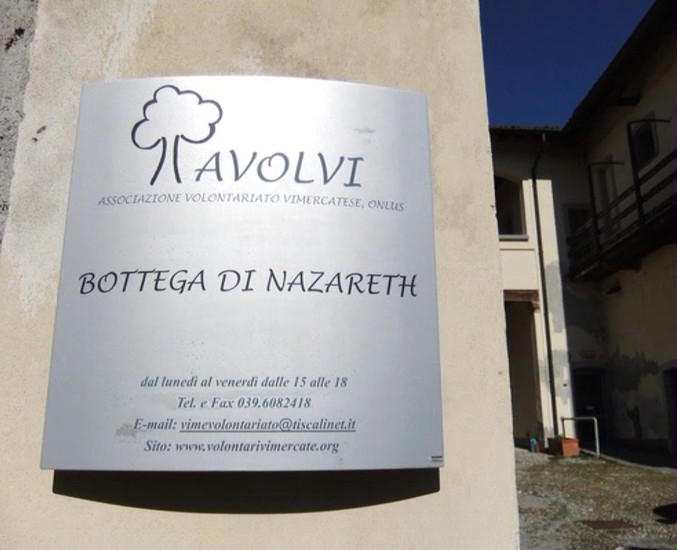 AVOLVI
ASSOCIAZIONE VOLONTARIATO VIMERCATESE, ONLUS
BOTTEGA DI NAZARETH
dal lunedì al venerdì dalle 15 alle 18
Tel. e Fax 039.6082418
E-mail: vimevolontariato@tiscalinet.it
Sito: www.volontarivimercate.org